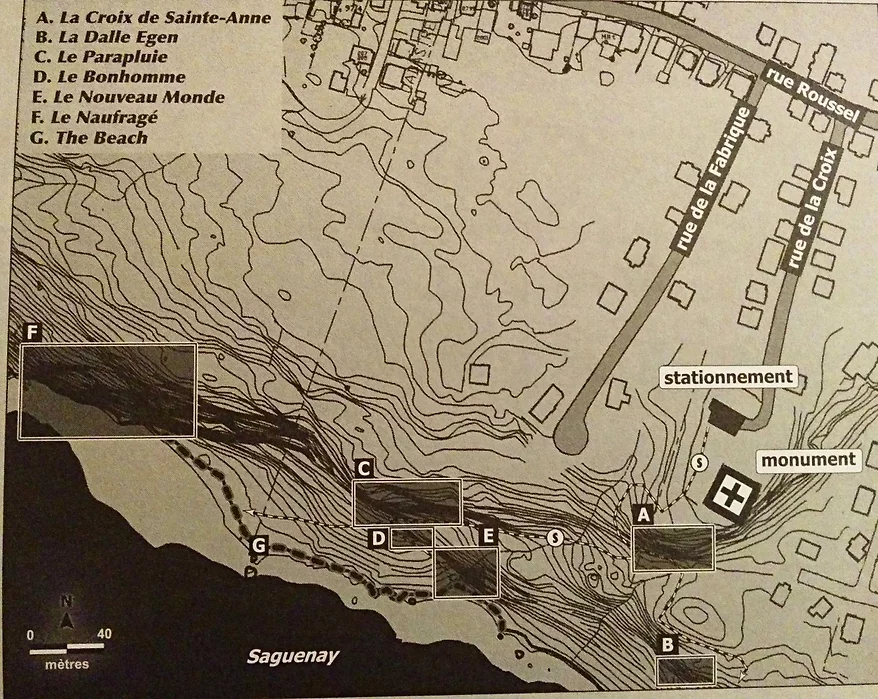 A. La Croix de Sainte-Anne
B. La Dalle Egen
C. Le Parapluie
D. Le Bonhomme
E. Le Nouveau Monde
F. Le Naufragé
G. The Beach
rue Roussel
rue de la Fabrique
rue de la Croix
F
stationnement
C
S
monument
A
D
E
S
G
N
0 40
mètres
Saguenay
B